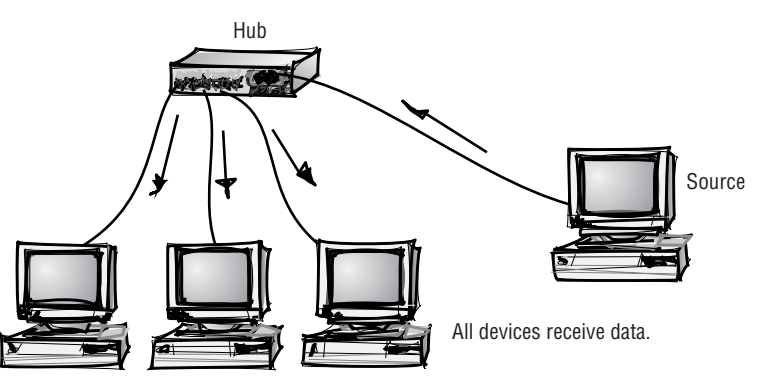 Hub
Source
All devices receive data.